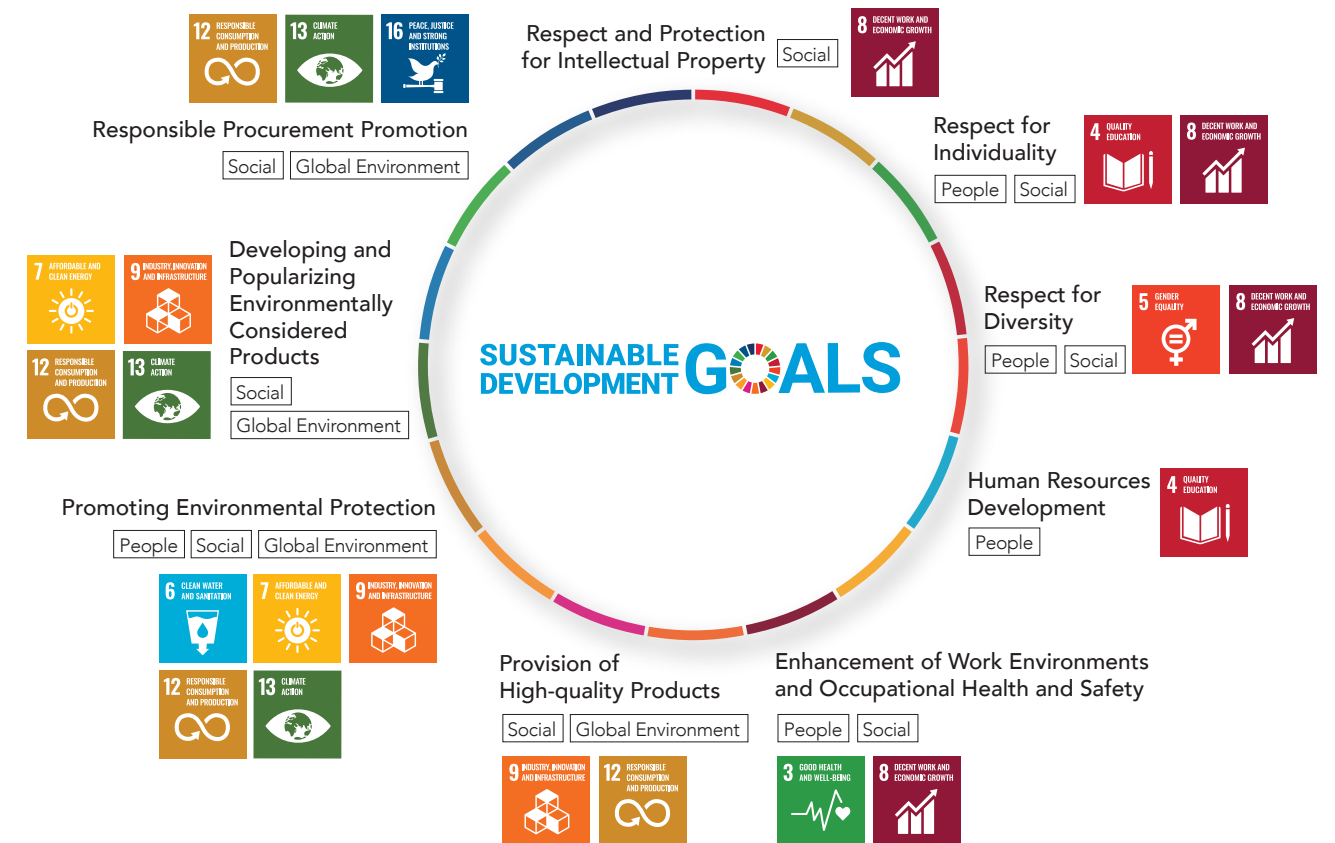 Respect and Protection
for Intellectual Property
Social
8 DECENT WORK AND
ECONOMIC GROWTH
Respect for
Individuality
People Social
4 QUALITY
EDUCATION
8 DECENT WORK AND
ECONOMIC GROWTH
Respect for
Diversity
People Social
5 GENDER
EQUALITY
8 DECENT WORK AND
ECONOMIC GROWTH
Human Resources
Development
People
4 QUALITY
EDUCATION
Enhancement of Work Environments
and Occupational Health and Safety
People Social
3 GOOD HEALTH
AND WELL-BEING
8 DECENT WORK AND
ECONOMIC GROWTH
Provision of
High-quality Products
Social Global Environment
9 INDUSTRY, INNOVATION
AND INFRASTRUCTURE
12 RESPONSIBLE
CONSUMPTION
AND PRODUCTION
Promoting Environmental Protection
People Social Global Environment
6 CLEAN WATER
AND SANITATION
7 AFFORDABLE AND
CLEAN ENERGY
9 INDUSTRY, INNOVATION
AND INFRASTRUCTURE
12 RESPONSIBLE
CONSUMPTION
AND PRODUCTION
13 CLIMATE
ACTION
Developing and
Popularizing
Environmentally
Considered
Products
Social
Global Environment
7 AFFORDABLE AND
CLEAN ENERGY
9 INDUSTRY, INNOVATION
AND INFRASTRUCTURE
12 RESPONSIBLE
CONSUMPTION
AND PRODUCTION
13 CLIMATE
ACTION
12 RESPONSIBLE
CONSUMPTION
AND PRODUCTION
13 CLIMATE
ACTION
16 PEACE, JUSTICE
AND STRONG
INSTITUTIONS
Responsible Procurement Promotion
Social Global Environment
SUSTAINABLE
DEVELOPMENT
GOALS